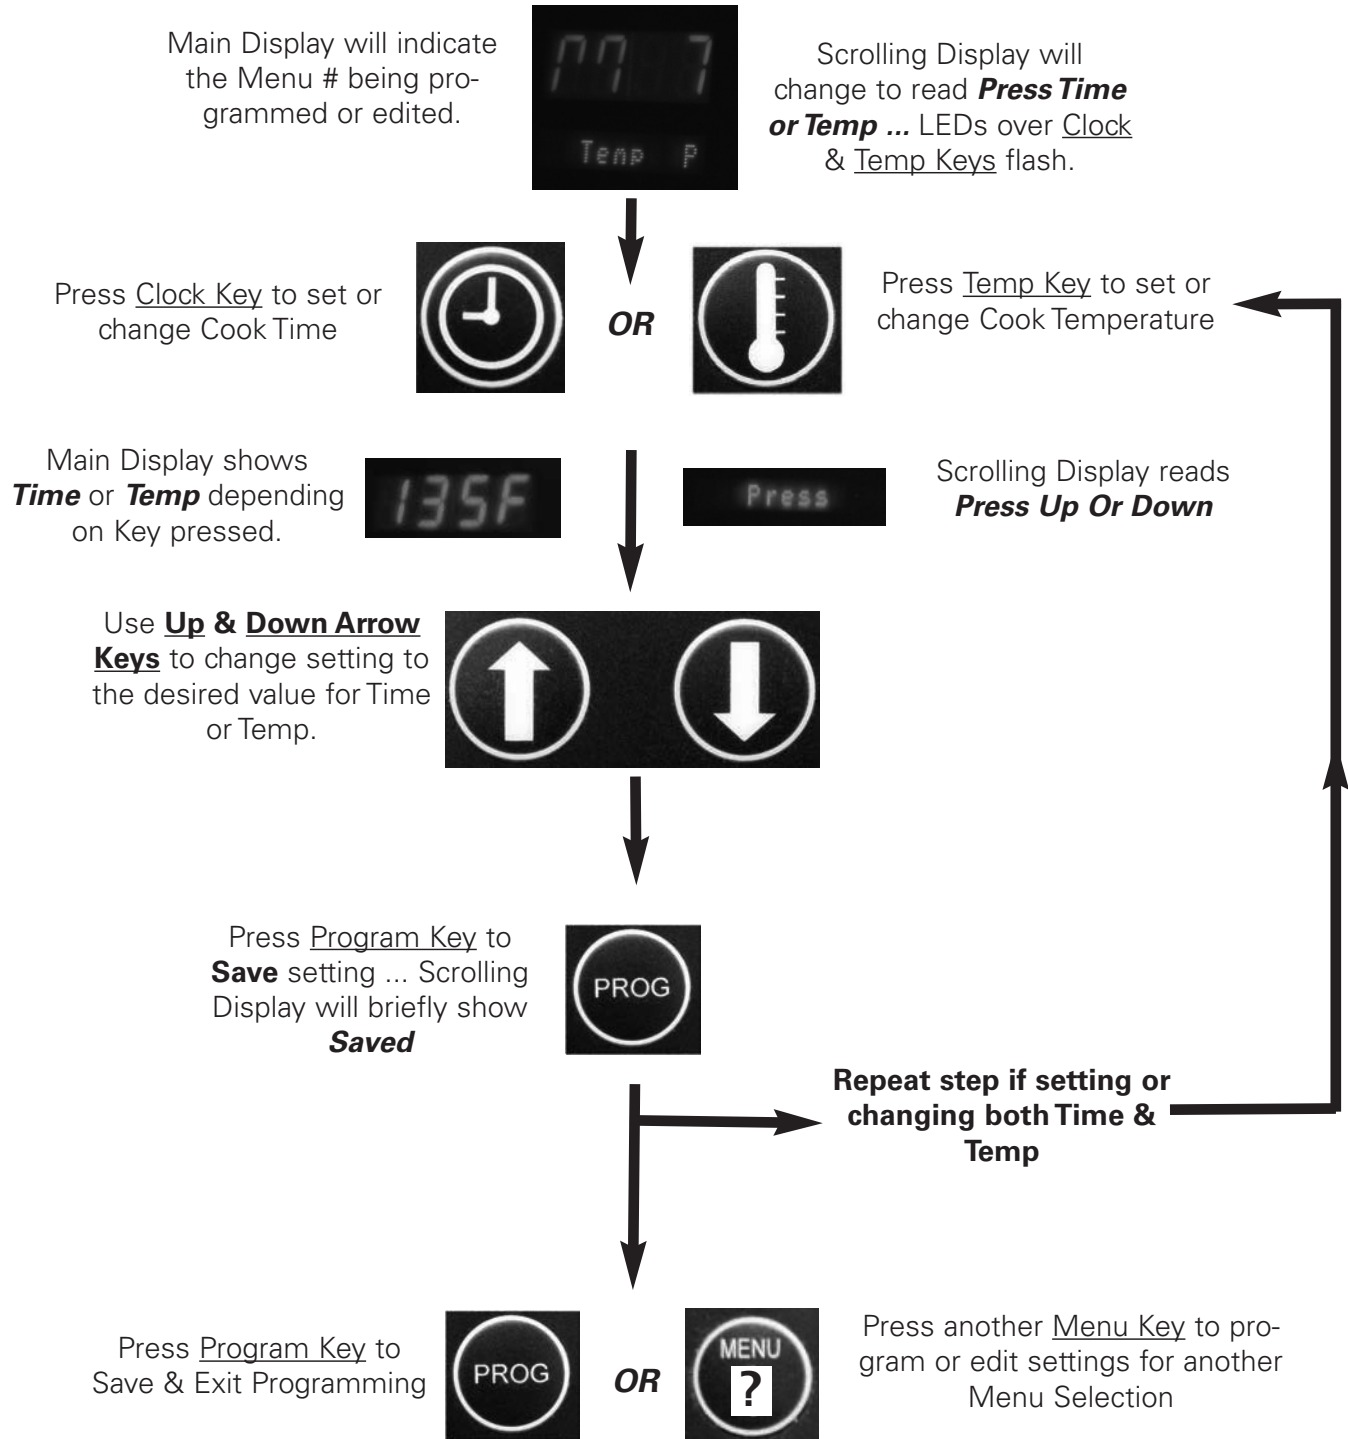 Main Display will indicate
the Menu # being pro-
grammed or edited.
M 7
Temp P
Scrolling Display will
change to read Press Time
or Temp ... LEDs over Clock
& Temp Keys flash.
Press Clock Key to set or
change Cook Time
OR
Press Temp Key to set or
change Cook Temperature
Main Display shows
Time or Temp depending
on Key pressed.
135F
Press
Scrolling Display reads
Press Up Or Down
Use Up & Down Arrow
Keys to change setting to
the desired value for Time
or Temp.
Press Program Key to
Save setting ... Scrolling
Display will briefly show
Saved
PROG
Repeat step if setting or
changing both Time &
Temp
Press Program Key to
Save & Exit Programming
PROG
OR
MENU
?
Press another Menu Key to pro-
gram or edit settings for another
Menu Selection